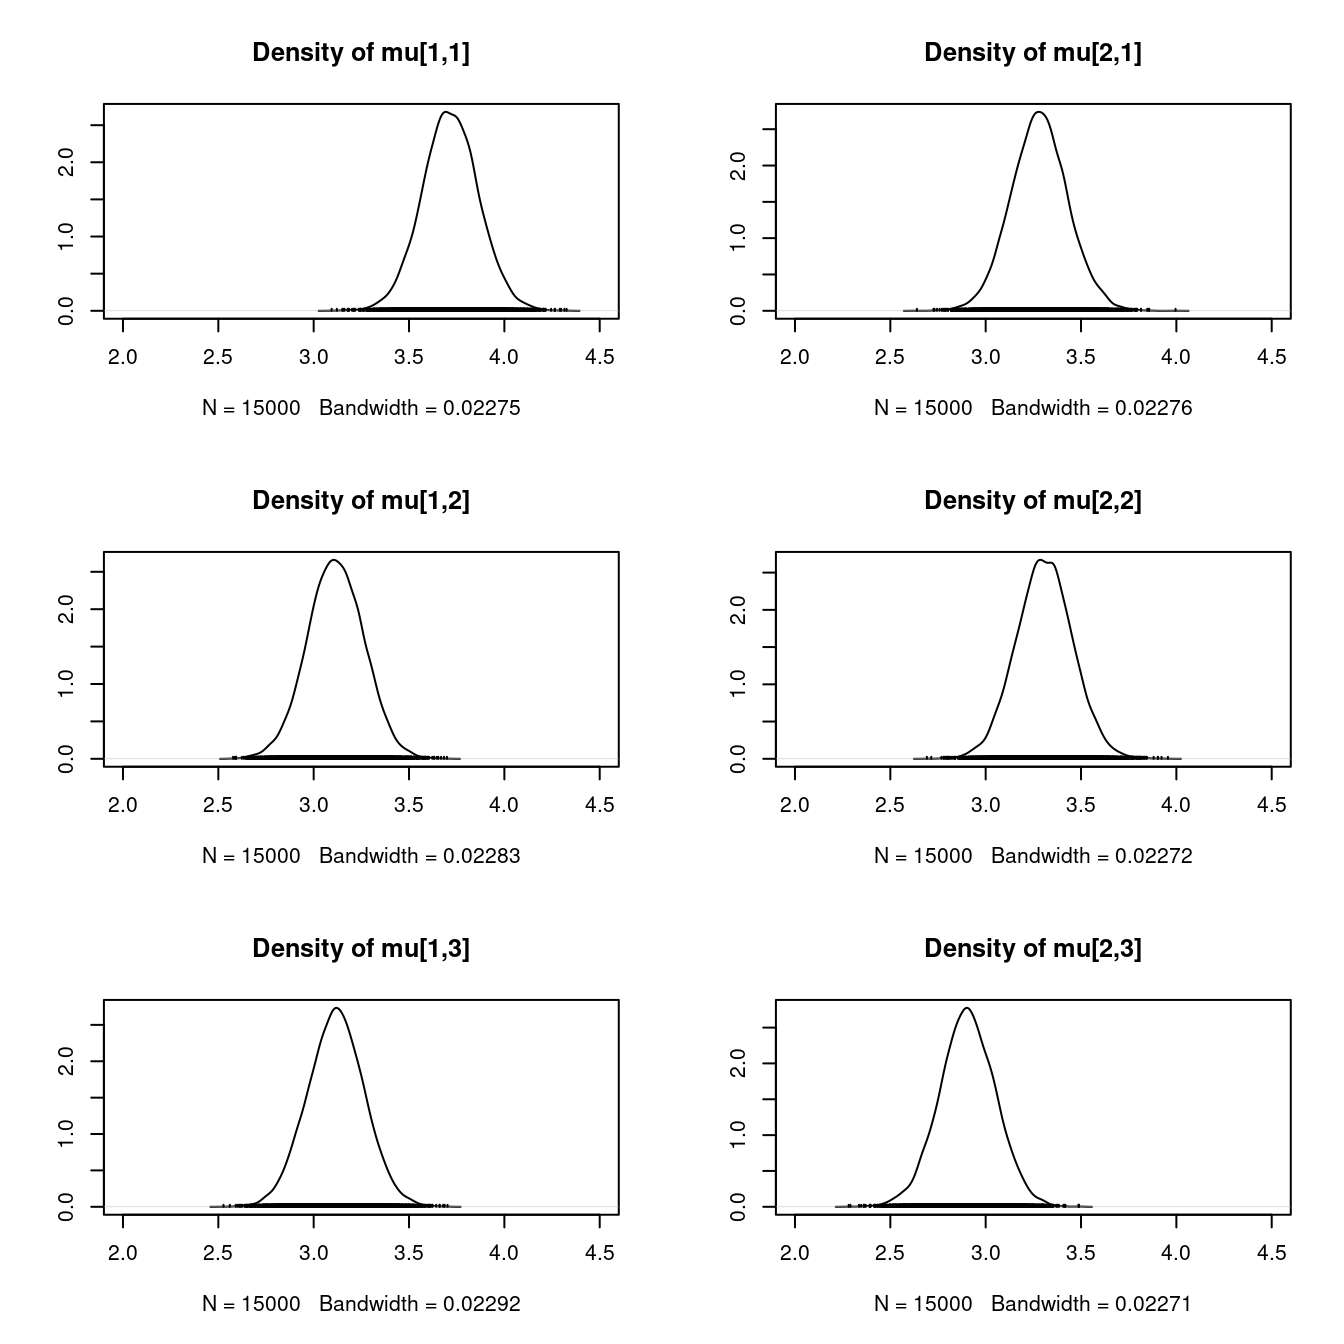 Density of mu[1,1]
0.0 1.0 2.0
2.0 2.5 3.0 3.5 4.0 4.5
N = 15000 Bandwidth = 0.02275
Density of mu[2,1]
0.0 1.0 2.0
2.0 2.5 3.0 3.5 4.0 4.5
N = 15000 Bandwidth = 0.02276
Density of mu[1,2]
0.0 1.0 2.0
2.0 2.5 3.0 3.5 4.0 4.5
N = 15000 Bandwidth = 0.02283
Density of mu[2,2]
0.0 1.0 2.0
2.0 2.5 3.0 3.5 4.0 4.5
N = 15000 Bandwidth = 0.02272
Density of mu[1,3]
0.0 1.0 2.0
2.0 2.5 3.0 3.5 4.0 4.5
N = 15000 Bandwidth = 0.02292
Density of mu[2,3]
0.0 1.0 2.0
2.0 2.5 3.0 3.5 4.0 4.5
N = 15000 Bandwidth = 0.02271